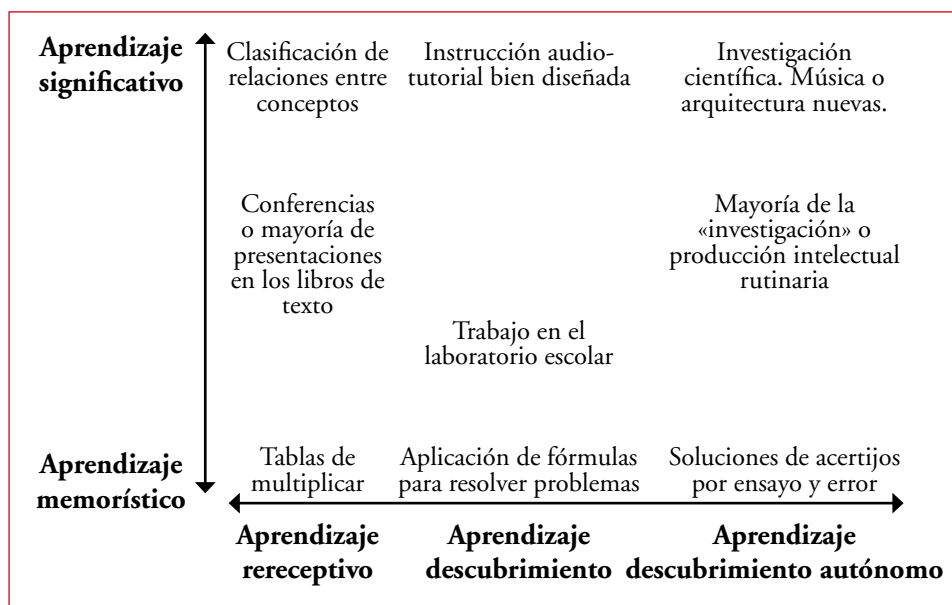 Aprendizaje
significativo
Clasificación de
relaciones entre
conceptos
Instrucción audio-
tutorial bien diseñada
Investigación
científica. Música o
arquitectura nuevas.
Conferencias
o mayoría de
presentaciones
en los libros de
texto
Mayoría de la
«investigación» o
producción intelectual
rutinaria
Trabajo en el
laboratorio escolar
Aprendizaje
memorístico
Tablas de
multiplicar
Aplicación de fórmulas
para resolver problemas
Soluciones de acertijos
por ensayo y error
Aprendizaje
rereceptivo
Aprendizaje
descubrimiento
Aprendizaje
descubrimiento autónomo